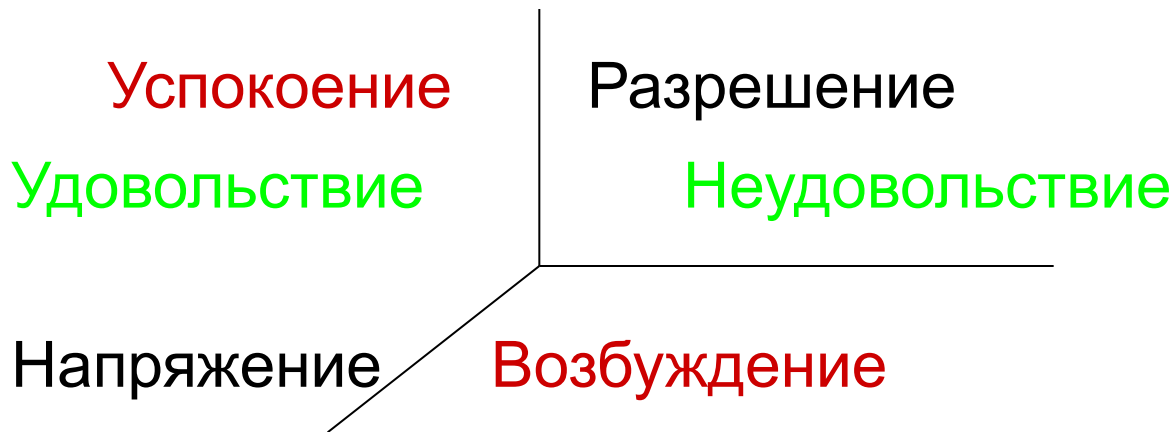 Успокоение
Разрешение
Удовольствие
Неудовольствие
Напряжение
Возбуждение